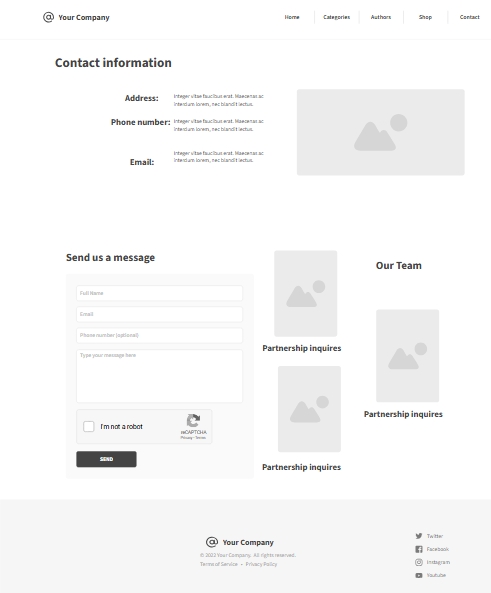 Your Company
Home
Categories
Authors
Shop
Contact
Contact information
Address:
Integer vitae faucibus erat. Maecenas ac
interdum lorem, nec blandit lectus.
Phone number:
Integer vitae faucibus erat. Maecenas ac
interdum lorem, nec blandit lectus.
Email:
Integer vitae faucibus erat. Maecenas ac
interdum lorem, nec blandit lectus.
Send us a message
Full Name
Email
Phone number (optional)
Type your message here
I'm not a robot
reCAPTCHA
Privacy - Terms
SEND
Partnership inquires
Partnership inquires
Our Team
Partnership inquires
Your Company
© 2022 Your Company. All rights reserved.
Terms of Service • Privacy Policy
Twitter
Facebook
Instagram
Youtube